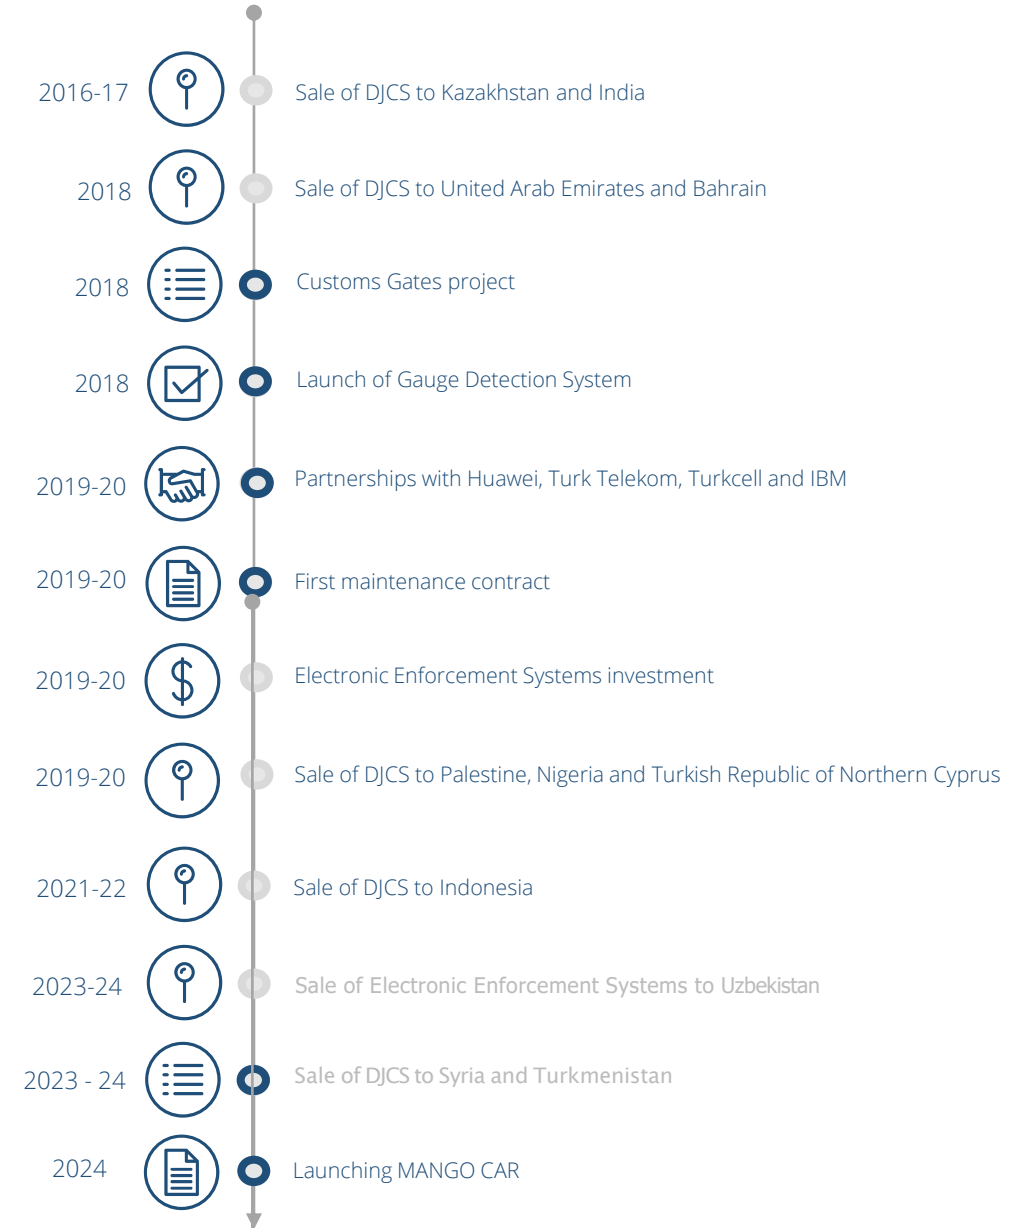 2016-17 Sale of DJCS to Kazakhstan and India
2018 Sale of DJCS to United Arab Emirates and Bahrain
2018 Customs Gates project
2018 Launch of Gauge Detection System
2019-20 Partnerships with Huawei, Turk Telekom, Turkcell and IBM
2019-20 First maintenance contract
2019-20 Electronic Enforcement Systems investment
2019-20 Sale of DJCS to Palestine, Nigeria and Turkish Republic of Northern Cyprus
2021-22 Sale of DJCS to Indonesia
2023-24 Sale of Electronic Enforcement Systems to Uzbekistan
2023 - 24 Sale of DJCS to Syria and Turkmenistan
2024 Launching MANGO CAR